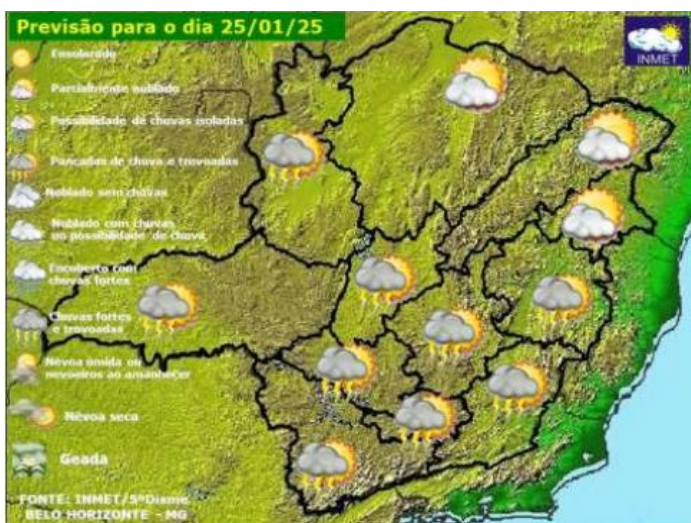 Previsão para o dia 25/01/25
INMET
Ensolarado
Parcialmente nublado
Possibilidade de chuvas isoladas
Pancadas de chuva e trovoadas
Nublado sem chuvas
Nublado com chuvas
ou possibilidade de chuva
Encoberto com
chuvas fortes
Chuvas fortes
e trovoadas
Névoa úmida ou
nevoeiros ao amanhecer
Névoa seca
Geada
FONTE: INMET/5ºDisme
BELO HORIZONTE - MG